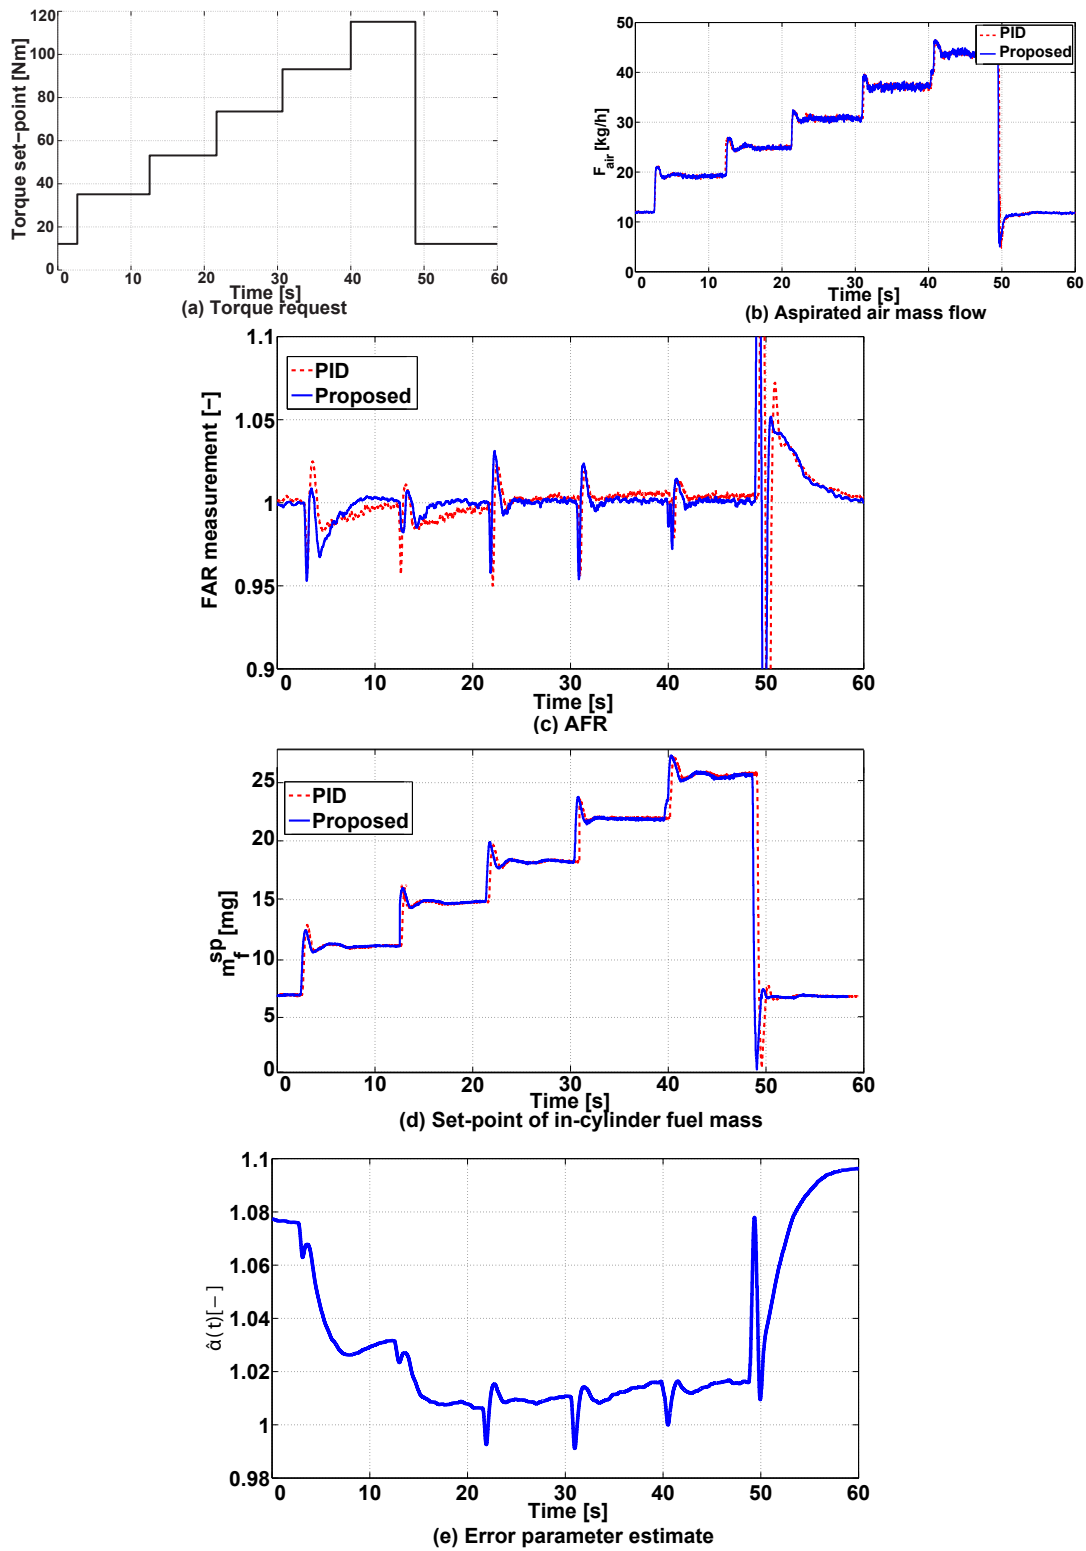 120
100
80
60
40
20
0
Torque set-point [Nm]
0 10 20 30 40 50 60
Time [s]
(a) Torque request
50
40
30
20
10
0
F_air [kg/h]
PID
Proposed
0 10 20 30 40 50 60
Time [s]
(b) Aspirated air mass flow
1.1
1.05
1
0.95
0.9
FAR measurement [-]
PID
Proposed
0 10 20 30 40 50 60
Time [s]
(c) AFR
25
20
15
10
5
0
m_f^sp [mg]
PID
Proposed
0 10 20 30 40 50 60
Time [s]
(d) Set-point of in-cylinder fuel mass
1.1
1.08
1.06
1.04
1.02
1
0.98
α̂(t)[-]
0 10 20 30 40 50 60
Time [s]
(e) Error parameter estimate